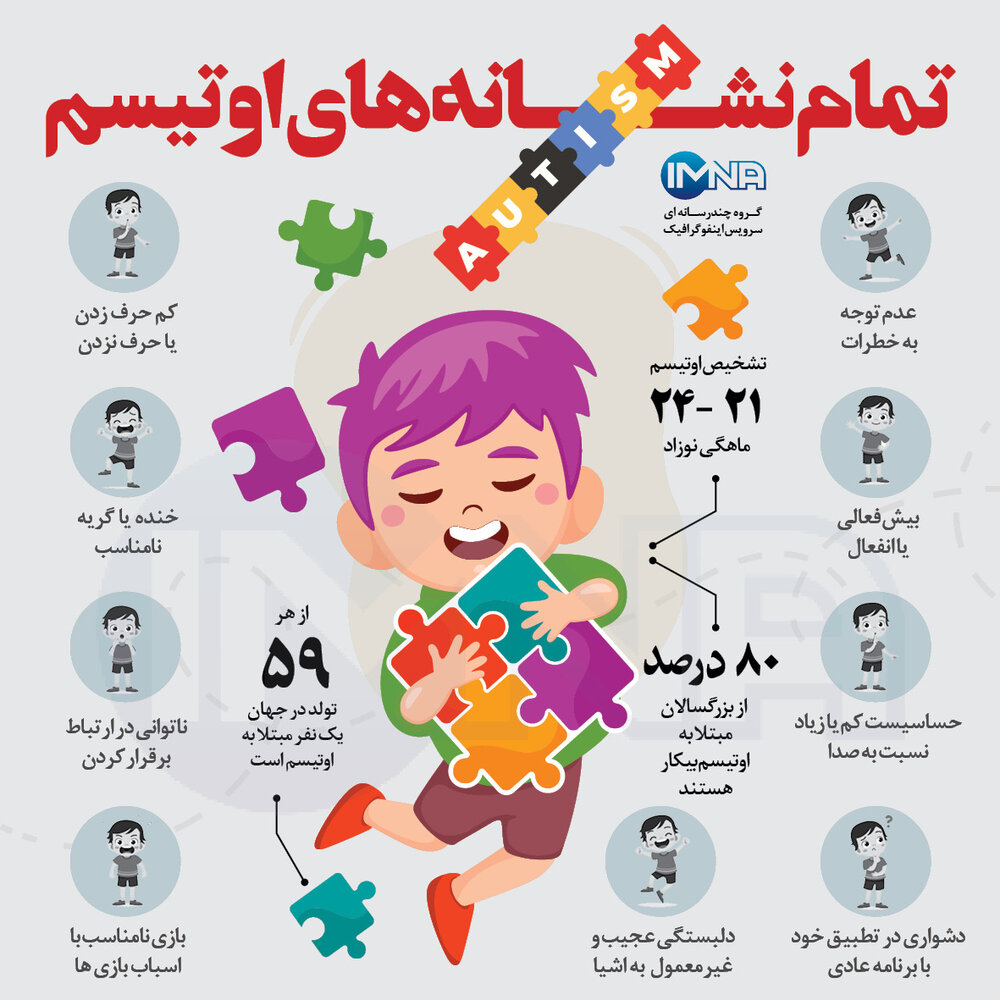 تمام نشانه‌های اوتیسم
AUTISM
IMNA
گروه چندرسانه ای
سرویس اینفوگرافیک
عدم توجه
به خطرات
بیش فعالی
یا انفعال
حساسیست کم یا زیاد
نسبت به صدا
دشواری در تطبیق خود
با برنامه عادی
?
دلبستگی عجیب و
غیر معمول به اشیا
تشخیص اوتیسم
۲۱ -۲۴
ماهگی نوزاد
۸۰ درصد
از بزرگسالان
مبتلا به
اوتیسم بیکار
هستند
از هر
۵۹
تولد در جهان
یک نفر مبتلا به
اوتیسم است
کم حرف زدن
یا حرف نزدن
خنده یا گریه
نامناسب
ناتوانی در ارتباط
برقرار کردن
بازی نامناسب با
اسباب بازی ها
IMNA